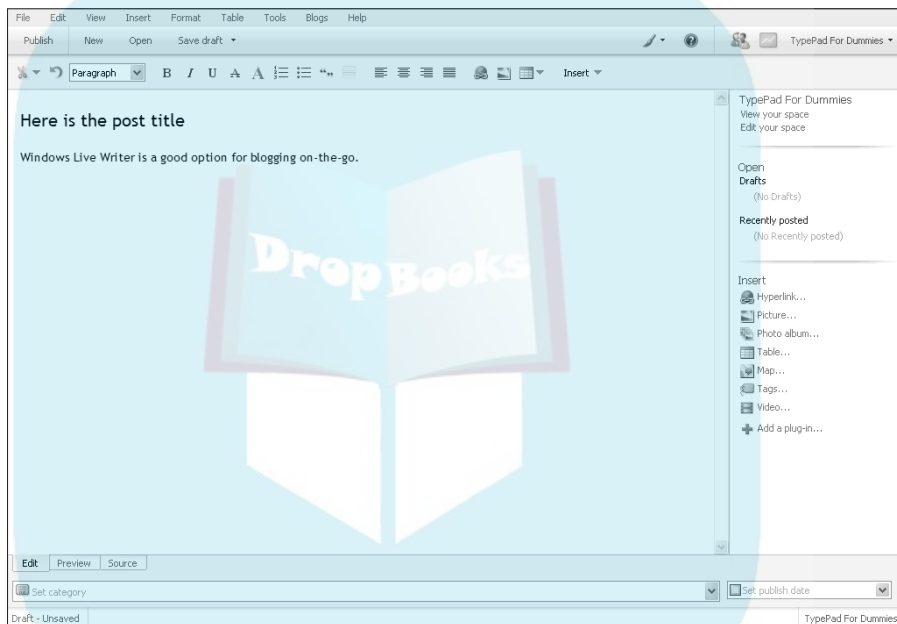 File Edit View Insert Format Table Tools Blogs Help
Publish New Open Save draft TypePad For Dummies
Paragraph B I U A A Insert
Here is the post title
Windows Live Writer is a good option for blogging on-the-go.
DropBooks
TypePad For Dummies
View your space
Edit your space
Open
Drafts
(No Drafts)
Recently posted
(No Recently posted)
Insert
Hyperlink...
Picture...
Photo album...
Table...
Map...
Tags...
Video...
Add a plug-in...
Edit Preview Source
Set category Set publish date
Draft - Unsaved TypePad For Dummies